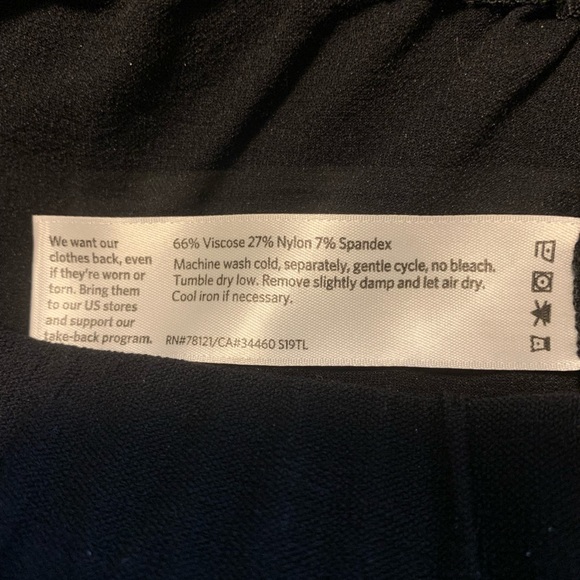 We want our
clothes back, even
if they're worn or
torn. Bring them
to our US stores
and support our
take-back program.
66% Viscose 27% Nylon 7% Spandex
Machine wash cold, separately, gentle cycle, no bleach.
Tumble dry low. Remove slightly damp and let air dry.
Cool iron if necessary.
RN#78121/CA#34460 S19TL